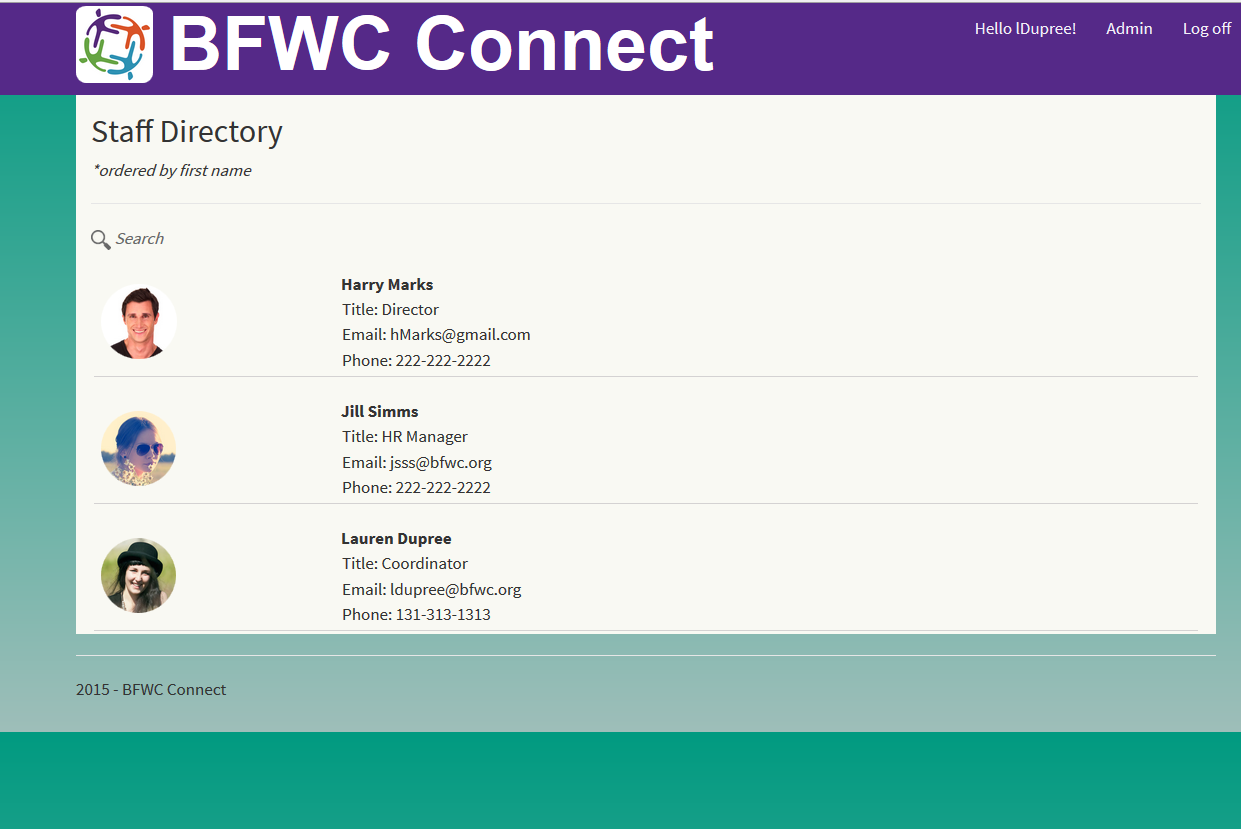 BFWC Connect
Hello lDupree! Admin Log off
Staff Directory
*ordered by first name
Search
Harry Marks
Title: Director
Email: hMarks@gmail.com
Phone: 222-222-2222
Jill Simms
Title: HR Manager
Email: jsss@bfwc.org
Phone: 222-222-2222
Lauren Dupree
Title: Coordinator
Email: ldupree@bfwc.org
Phone: 131-313-1313
2015 - BFWC Connect